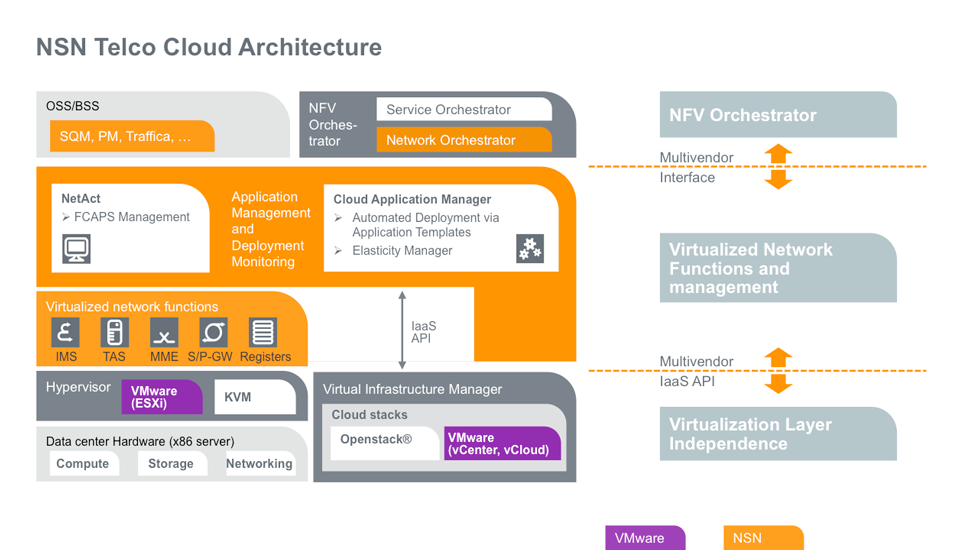 NSN Telco Cloud Architecture
OSS/BSS
SQM, PM, Traffica, …
NFV
Orches-
trator
Service Orchestrator
Network Orchestrator
NetAct
FCAPS Management
Application
Management
and
Deployment
Monitoring
Cloud Application Manager
Automated Deployment via
Application Templates
Elasticity Manager
Virtualized network functions
IMS
TAS
MME
S/P-GW
Registers
IaaS
API
Hypervisor
VMware
(ESXi)
KVM
Data center Hardware (x86 server)
Compute
Storage
Networking
Virtual Infrastructure Manager
Cloud stacks
Openstack®
VMware
(vCenter, vCloud)
NFV Orchestrator
Multivendor
Interface
Virtualized Network
Functions and
management
Multivendor
IaaS API
Virtualization Layer
Independence
VMware
NSN